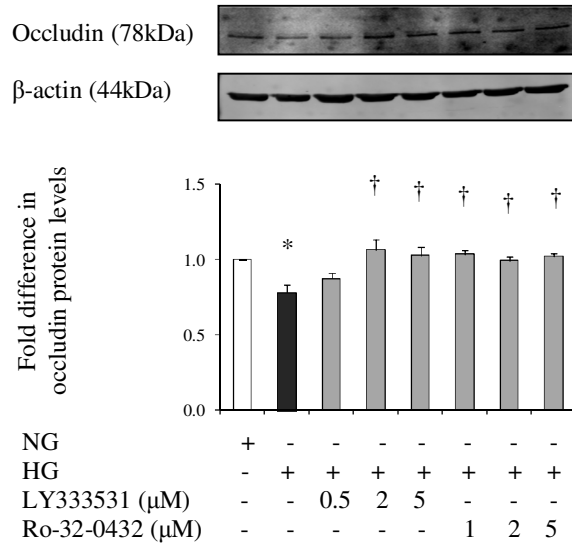 Occludin (78kDa)
β-actin (44kDa)
Fold difference in
occludin protein levels
1.5
1.0
0.5
0.0
* † † † † †
NG + - - - - - - -
HG - + + + + + + +
LY333531 (μM) - - 0.5 2 5 - - -
Ro-32-0432 (μM) - - - - - 1 2 5